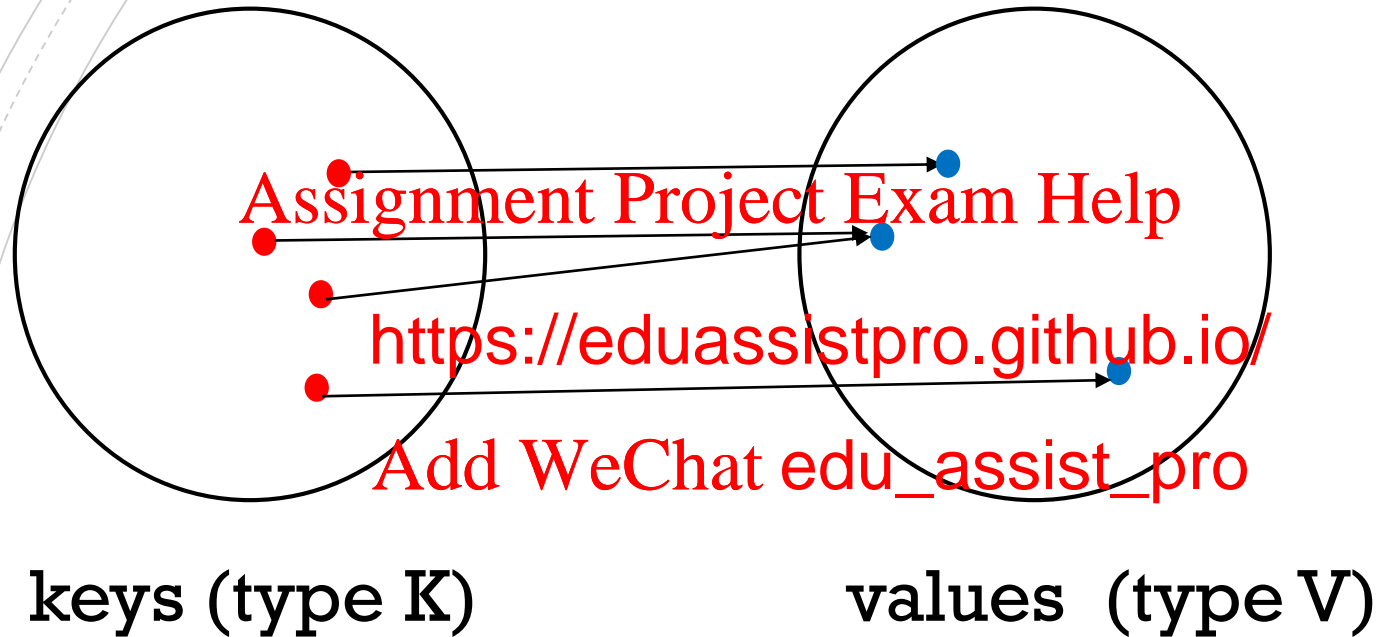 Assignment Project Exam Help
https://eduassistpro.github.io/
Add WeChat edu_assist_pro
keys (type K) values (type V)